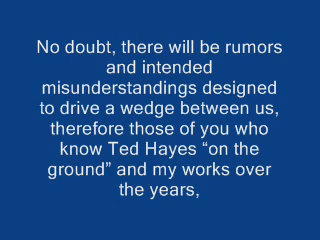 No doubt, there will be rumors
and intended
misunderstandings designed
to drive a wedge between us,
therefore those of you who
know Ted Hayes “on the
ground” and my works over
the years,